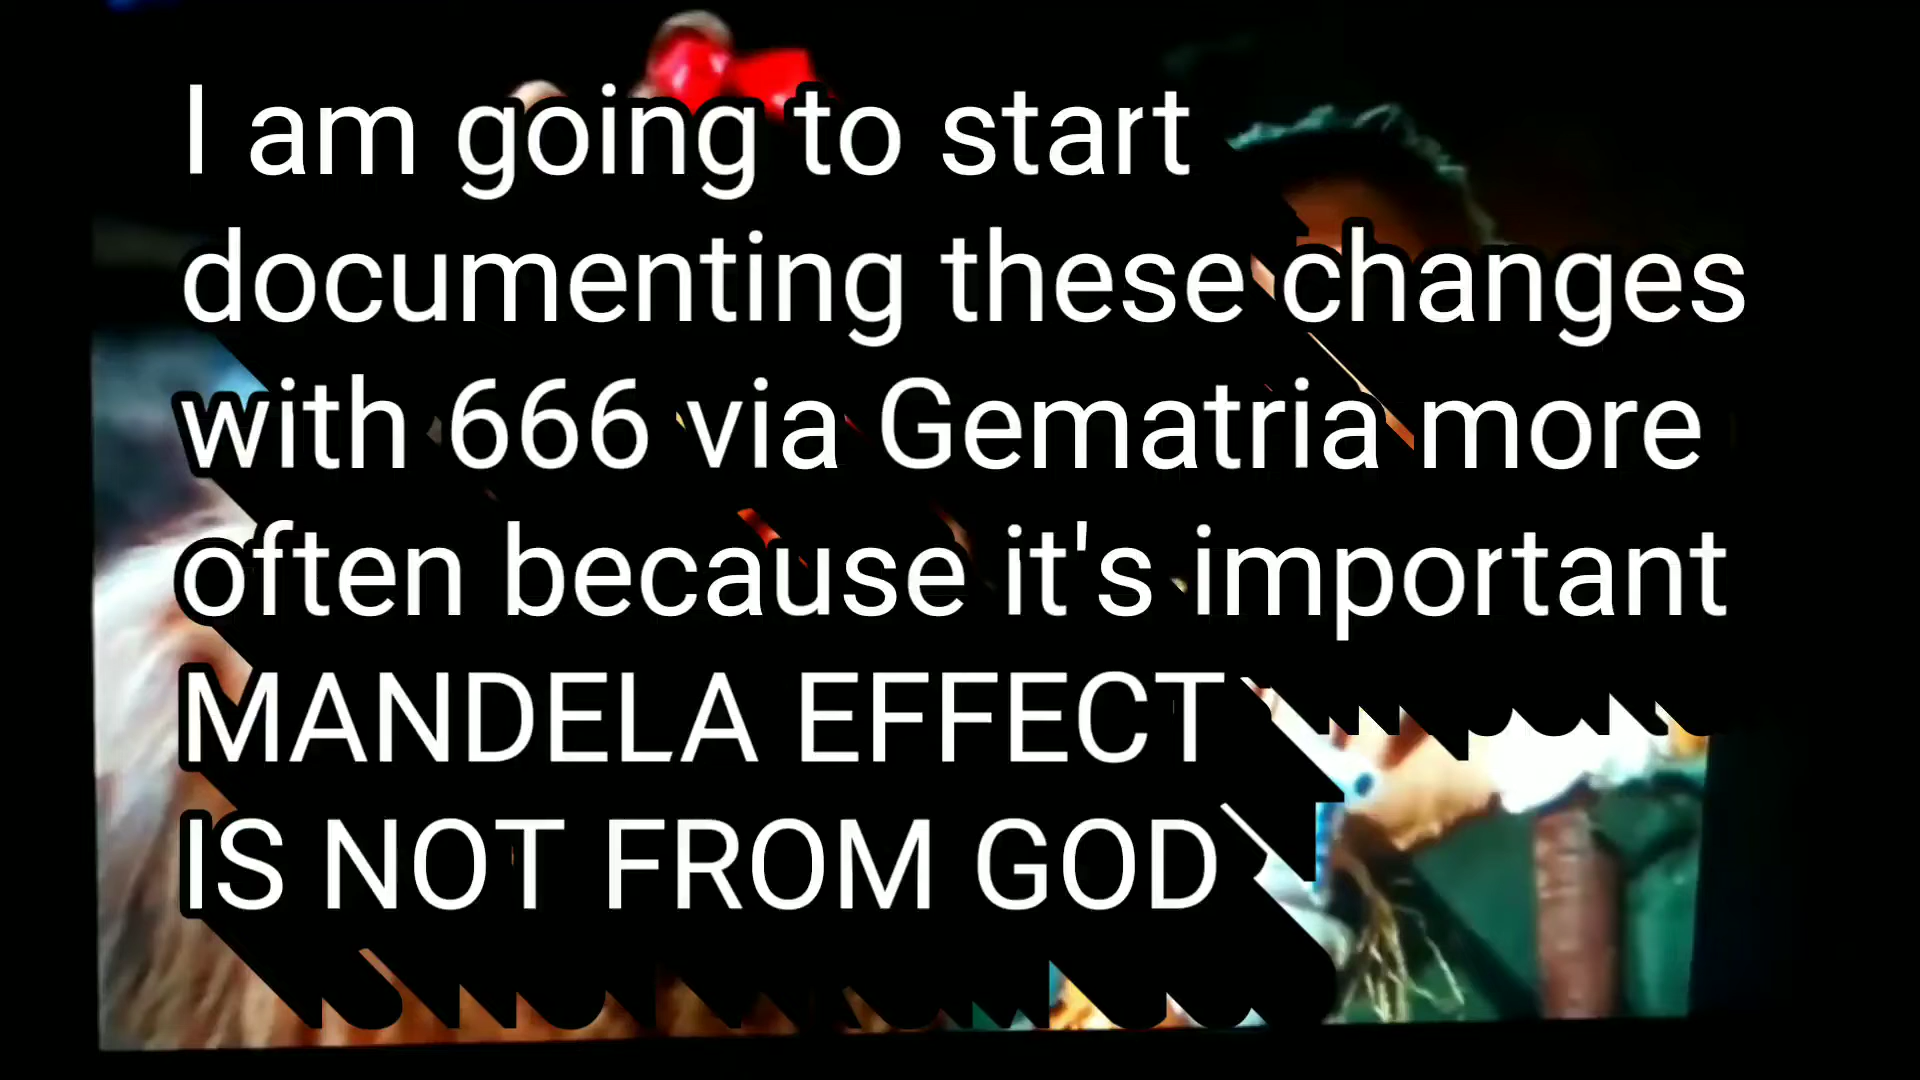 I am going to start
documenting these changes
with 666 via Gematria more
often because it's important
MANDELA EFFECT
IS NOT FROM GOD